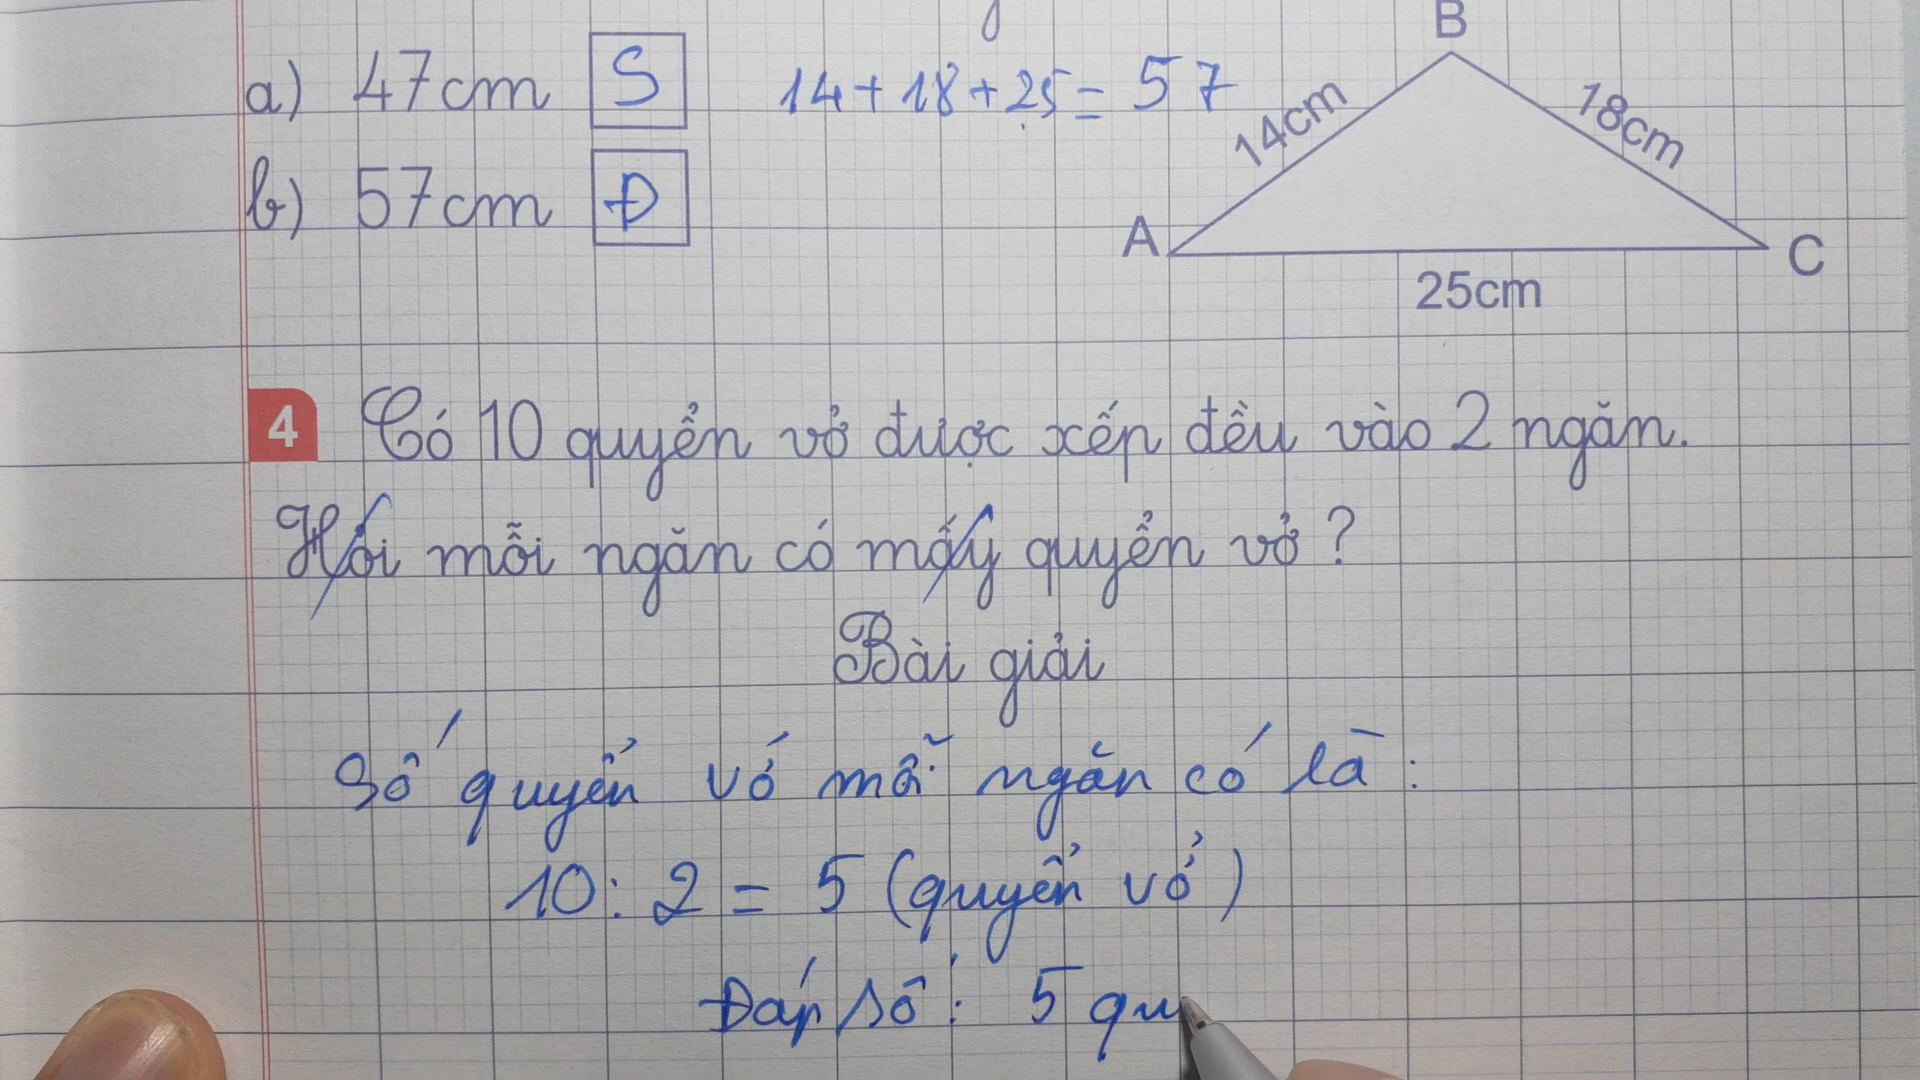 a) 47cm S 14+18+25= 57
b) 57cm Đ
B
14cm
18cm
A
C
25cm
4 Có 10 quyển vở được xếp đều vào 2 ngăn.
Hỏi mỗi ngăn có mấy quyển vở?
Bài giải
Số quyển vở mỗi ngăn có là:
10: 2 = 5 (quyển vở)
Đáp số: 5 qu